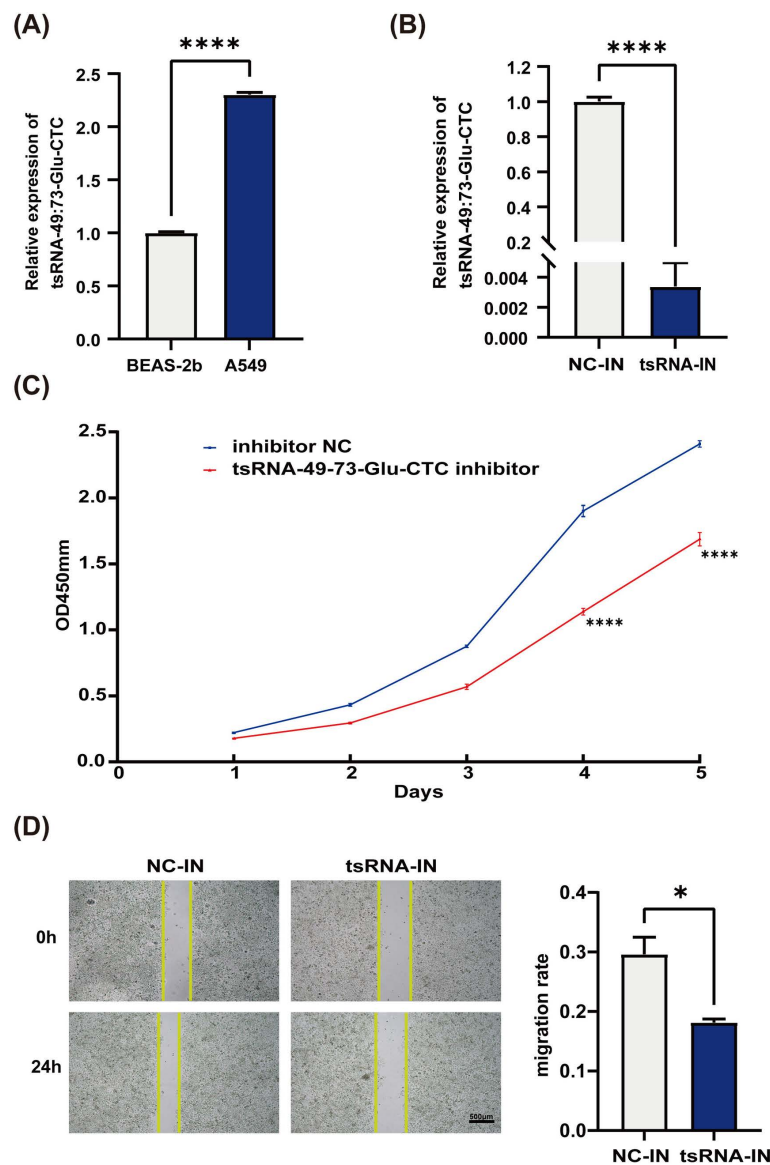 (A)
****
Relative expression of
tsRNA-49:73-Glu-CTC
2.5
2.0
1.5
1.0
0.5
0.0
BEAS-2b A549
(B)
****
Relative expression of
tsRNA-49:73-Glu-CTC
1.2
1.0
0.8
0.6
0.4
0.2
0.004
0.002
0.000
NC-IN tsRNA-IN
(C)
OD450mm
2.5
2.0
1.5
1.0
0.5
0.0
inhibitor NC
tsRNA-49-73-Glu-CTC inhibitor
****
****
0 1 2 3 4 5
Days
(D)
NC-IN tsRNA-IN
0h
24h
500μm
migration rate
0.4
0.3
0.2
0.1
0.0
*
NC-IN tsRNA-IN